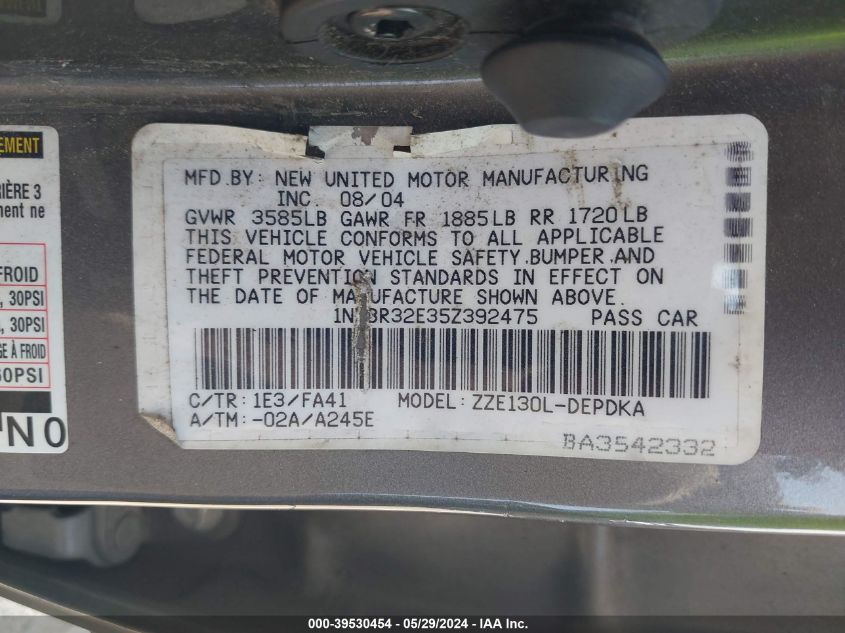 EMENT
RIÈRE 3
ment ne
FROID
, 30PSI
, 30PSI
GE À FROID
60PSI
NO
MFD.BY: NEW UNITED MOTOR MANUFACTURING
INC. 08/04
GVWR 3585LB GAWR FR 1885LB RR 1720LB
THIS VEHICLE CONFORMS TO ALL APPLICABLE
FEDERAL MOTOR VEHICLE SAFETY,BUMPER,AND
THEFT PREVENTION STANDARDS IN EFFECT ON
THE DATE OF MANUFACTURE SHOWN ABOVE.
PASS CAR
C/TR: 1E3/FA41 MODEL: ZZE130L-DEPDKA
A/TM:-02A/A245E
BA3542332
000-39530454 - 05/29/2024 - IAA Inc.